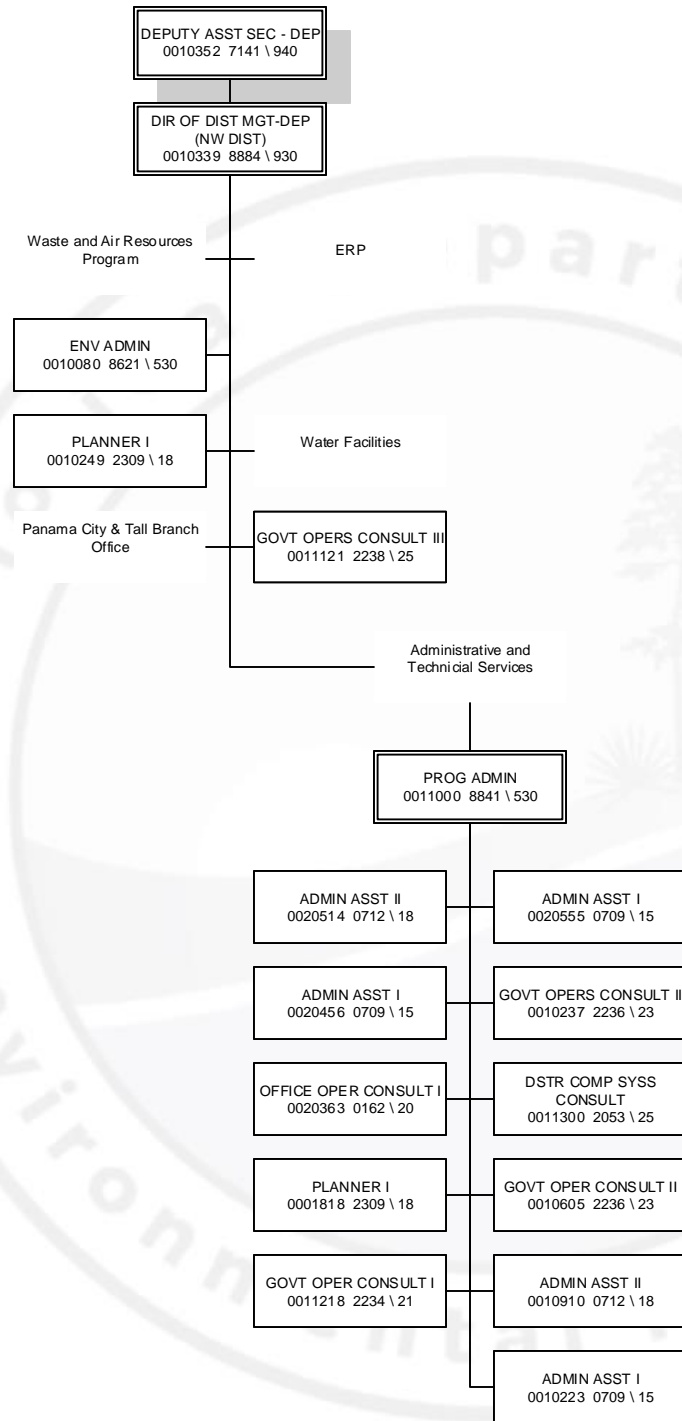 DEPUTY ASST SEC - DEP
0010352 7141 \ 940
DIR OF DIST MGT-DEP
(NW DIST)
0010339 8884 \ 930
Waste and Air Resources
Program
ERP
ENV ADMIN
0010080 8621 \ 530
PLANNER I
0010249 2309 \ 18
Water Facilities
Panama City & Tall Branch
Office
GOVT OPERS CONSULT III
0011121 2238 \ 25
Administrative and
Technicial Services
PROG ADMIN
0011000 8841 \ 530
ADMIN ASST II
0020514 0712 \ 18
ADMIN ASST I
0020555 0709 \ 15
ADMIN ASST I
0020456 0709 \ 15
GOVT OPERS CONSULT II
0010237 2236 \ 23
OFFICE OPER CONSULT I
0020363 0162 \ 20
DSTR COMP SYSS
CONSULT
0011300 2053 \ 25
PLANNER I
0001818 2309 \ 18
GOVT OPER CONSULT II
0010605 2236 \ 23
GOVT OPER CONSULT I
0011218 2234 \ 21
ADMIN ASST II
0010910 0712 \ 18
ADMIN ASST I
0010223 0709 \ 15